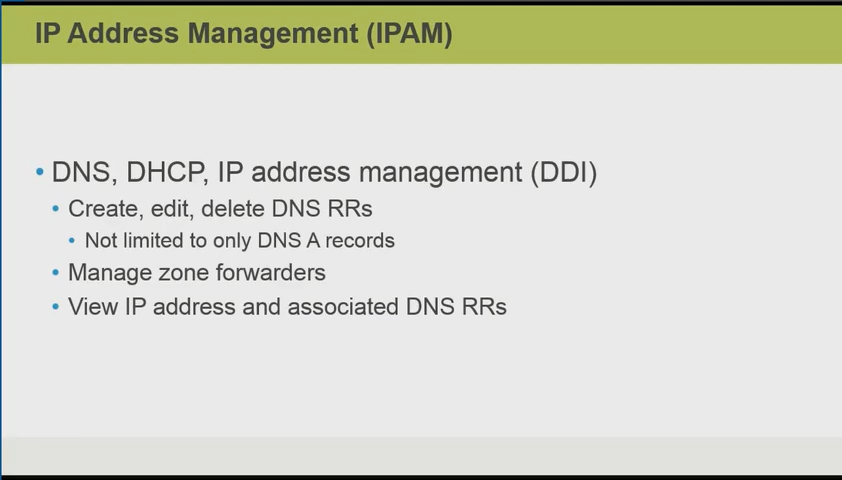 IP Address Management (IPAM)
• DNS, DHCP, IP address management (DDI)
• Create, edit, delete DNS RRs
• Not limited to only DNS A records
• Manage zone forwarders
• View IP address and associated DNS RRs